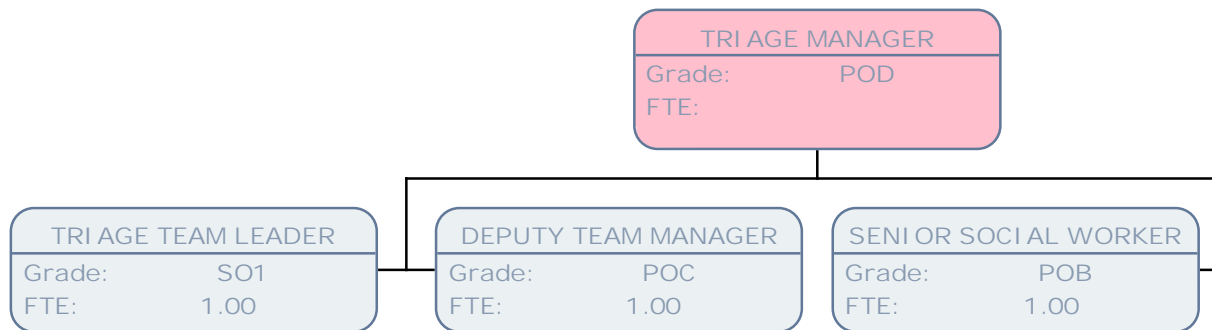 TRIAGE MANAGER
Grade: POD
FTE:
TRIAGE TEAM LEADER
Grade: SO1
FTE: 1.00
DEPUTY TEAM MANAGER
Grade: POC
FTE: 1.00
SENIOR SOCIAL WORKER
Grade: POB
FTE: 1.00